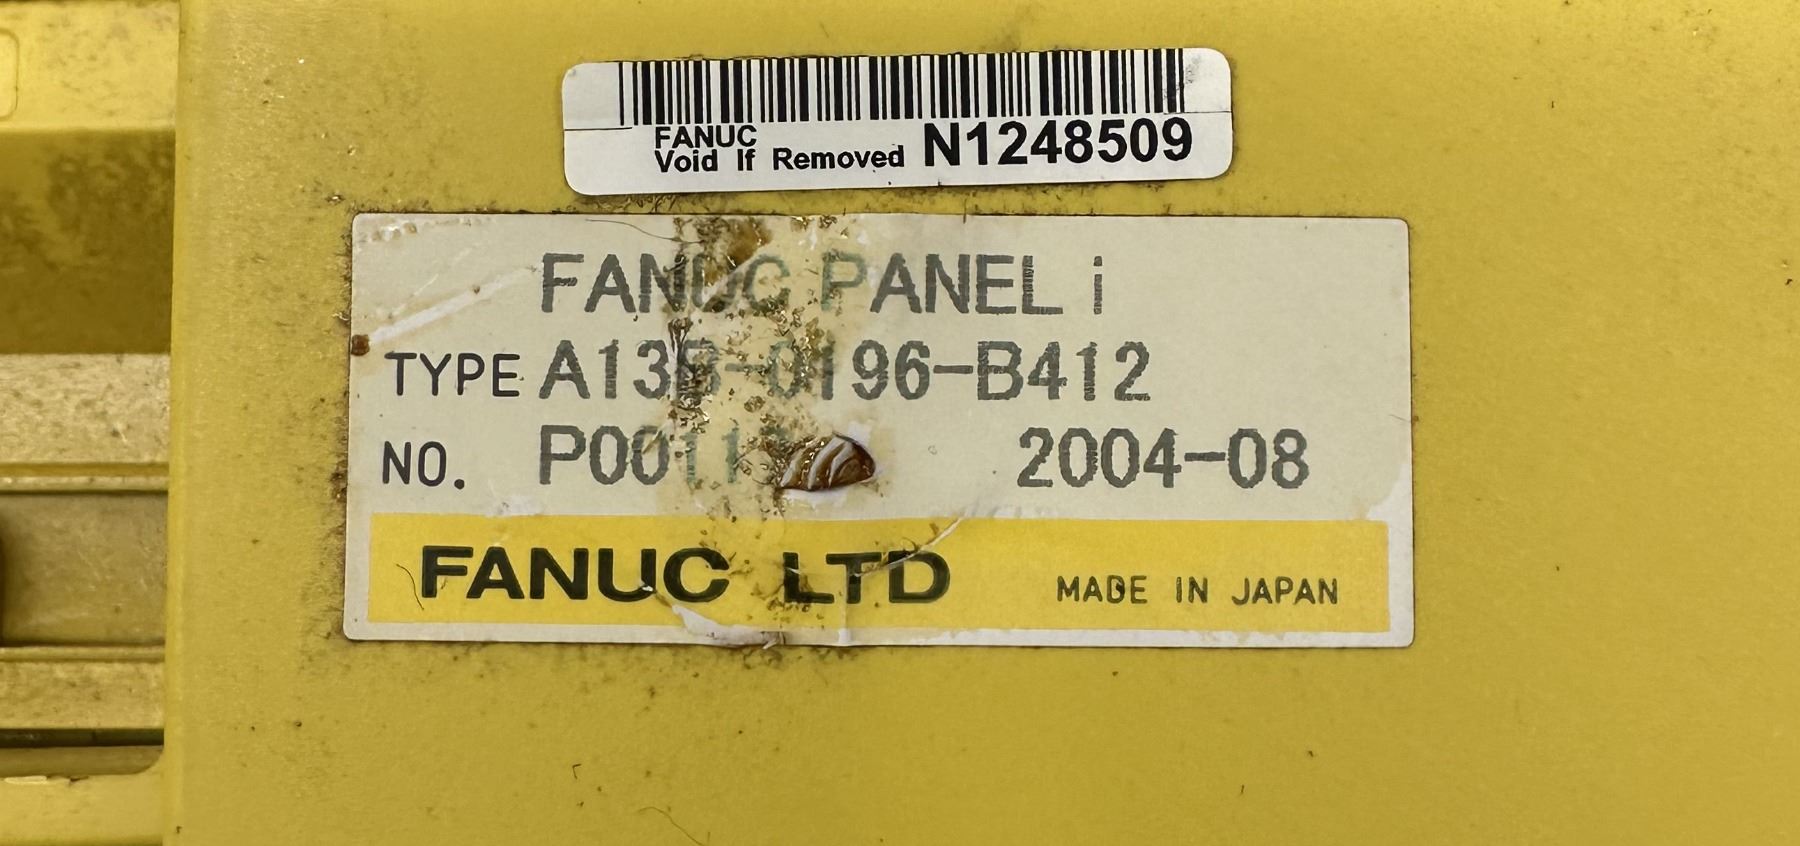 FANUC
Void If Removed N1248509
FANUC PANEL i
TYPE A13B-0196-B412
NO. 2004-08
FANUC LTD MADE IN JAPAN